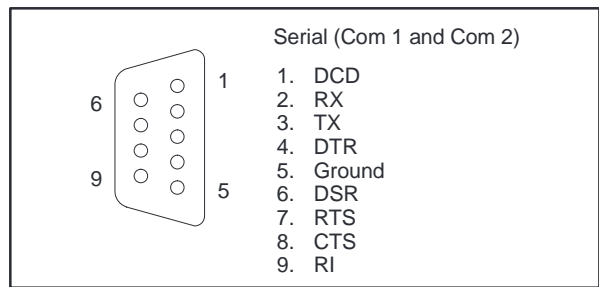 Serial (Com 1 and Com 2)
1
6
9
5
1. DCD
2. RX
3. TX
4. DTR
5. Ground
6. DSR
7. RTS
8. CTS
9. RI